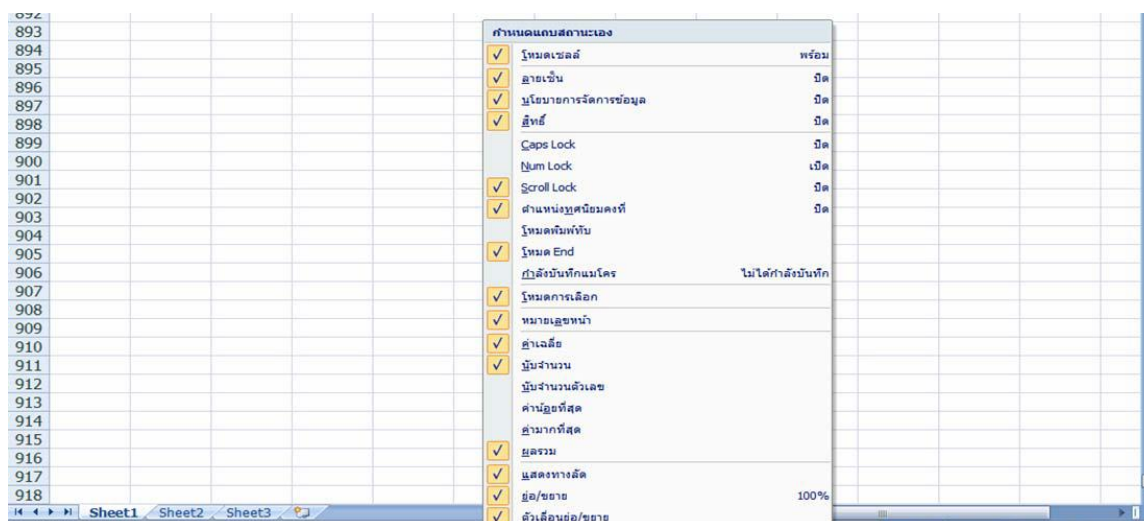 892
893
กำหนดแถบสถานะเอง
894
โหมดเซลล์ พร้อม
895
ลายเซ็น ปิด
896
นโยบายการจัดการข้อมูล ปิด
897
สิทธิ์ ปิด
898
899
Caps Lock ปิด
900
Num Lock เปิด
901
Scroll Lock ปิด
902
ตำแหน่งทศนิยมคงที่ ปิด
903
904
โหมดพิมพ์ทับ
905
โหมด End
906
กำลังบันทึกแมโคร ไม่ได้กำลังบันทึก
907
โหมดการเลือก
908
หมายเลขหน้า
909
910
ค่าเฉลี่ย
911
นับจำนวน
912
นับจำนวนตัวเลข
913
ค่าน้อยที่สุด
914
ค่ามากที่สุด
915
916
ผลรวม
917
แสดงทางลัด
918
ย่อ/ขยาย 100%
Sheet1 Sheet2 Sheet3
ตัวเลื่อนย่อ/ขยาย